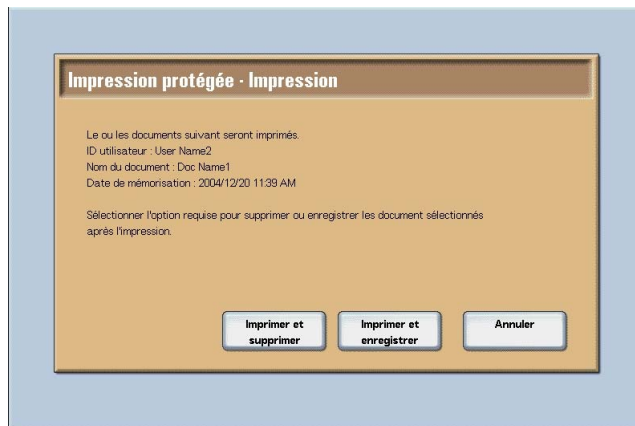 Impression protégée - Impression
Le ou les documents suivant seront imprimés.
ID utilisateur : User Name2
Nom du document : Doc Name1
Date de mémorisation : 2004/12/20 11:39 AM
Sélectionner l'option requise pour supprimer ou enregistrer les document sélectionnés
après l'impression.
Imprimer et
supprimer
Imprimer et
enregistrer
Annuler